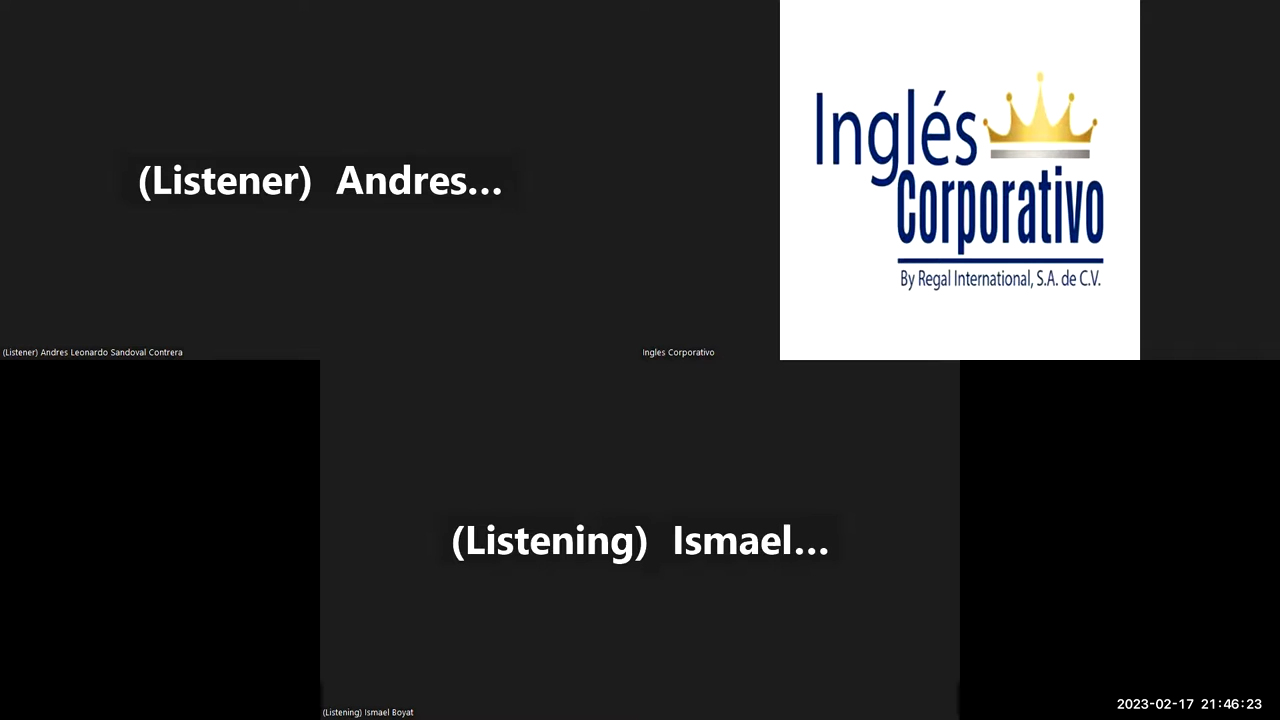 (Listener) Andres...
Inglés
Corporativo
By Regal International, S.A. de C.V.
(Listener) Andres Leonardo Sandoval Contrera
Ingles Corporativo
(Listening) Ismael...
(Listening) Ismael Boyat
2023-02-17 21:46:23